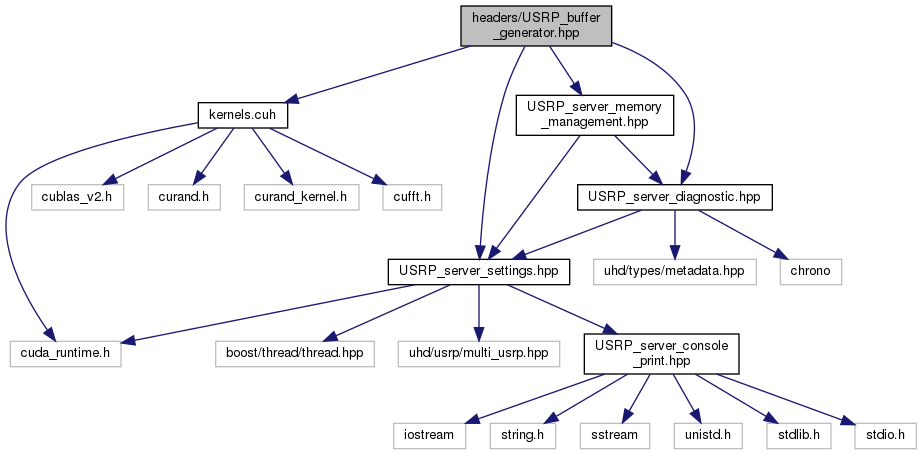 headers/USRP_buffer
_generator.hpp
kernels.cuh
USRP_server_memory
_management.hpp
cublas_v2.h
curand.h
curand_kernel.h
cufft.h
USRP_server_diagnostic.hpp
USRP_server_settings.hpp
uhd/types/metadata.hpp
chrono
cuda_runtime.h
boost/thread/thread.hpp
uhd/usrp/multi_usrp.hpp
USRP_server_console
_print.hpp
iostream
string.h
sstream
unistd.h
stdlib.h
stdio.h